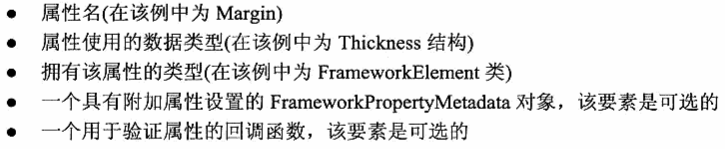 ● 属性名(在该例中为 Margin)
● 属性使用的数据类型(在该例中为 Thickness 结构)
● 拥有该属性的类型(在该例中为 FrameworkElement 类)
● 一个具有附加属性设置的 FrameworkPropertyMetadata 对象，该要素是可选的
● 一个用于验证属性的回调函数，该要素是可选的